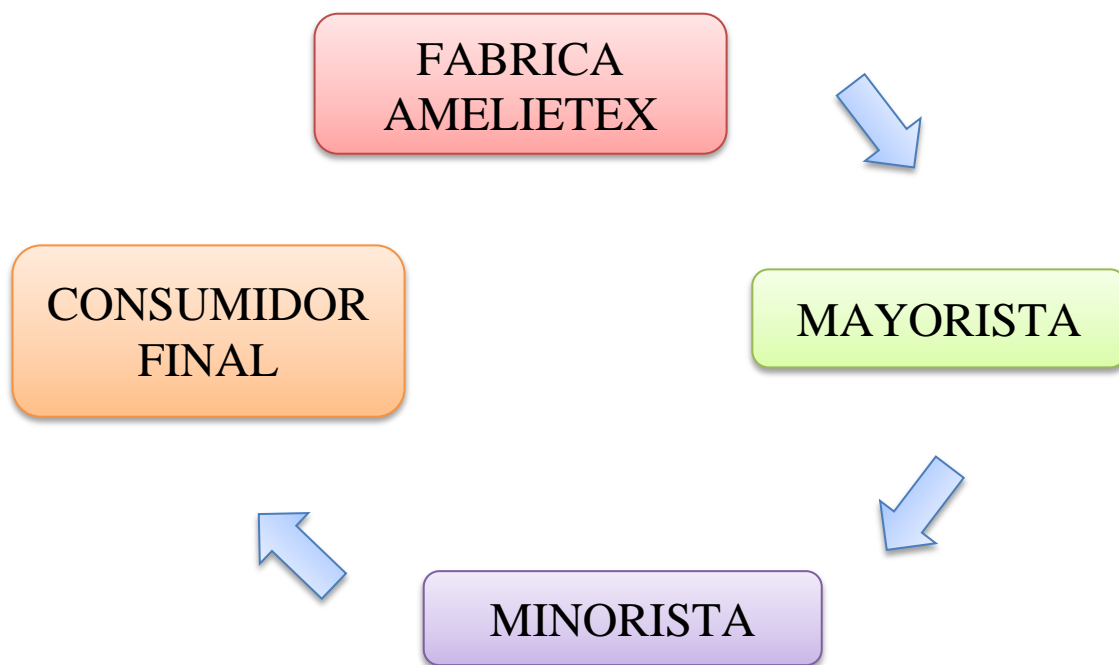 FABRICA
AMELIETEX
MAYORISTA
MINORISTA
CONSUMIDOR
FINAL